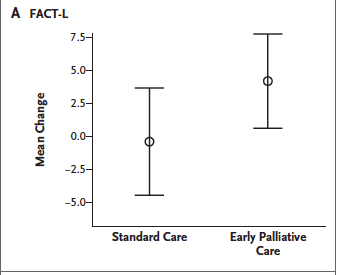 A FACT-L
7.5
5.0
2.5
0.0
−2.5
−5.0
Mean Change
Standard Care
Early Palliative
Care